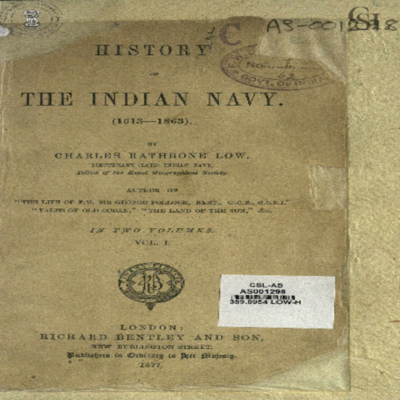 C AS-001298
HISTORY
OF
THE INDIAN NAVY.
(1613—1863).
BY
CHARLES RATHBONE LOW,
LIEUTENANT (LATE) INDIAN NAVY,
Fellow of the Royal Geographical Society.
AUTHOR OF
"THE LIFE OF F.M. SIR GEORGE POLLOCK, BART., G.C.B., G.C.S.I."
"TALES OF OLD OCEAN," "THE LAND OF THE SUN," &c.
IN TWO VOLUMES.
VOL. I.
CSL-AS
AS001298
359.0954 LOW-H
LONDON:
RICHARD BENTLEY AND SON,
NEW BURLINGTON STREET,
Publishers in Ordinary to Her Majesty.
1877.